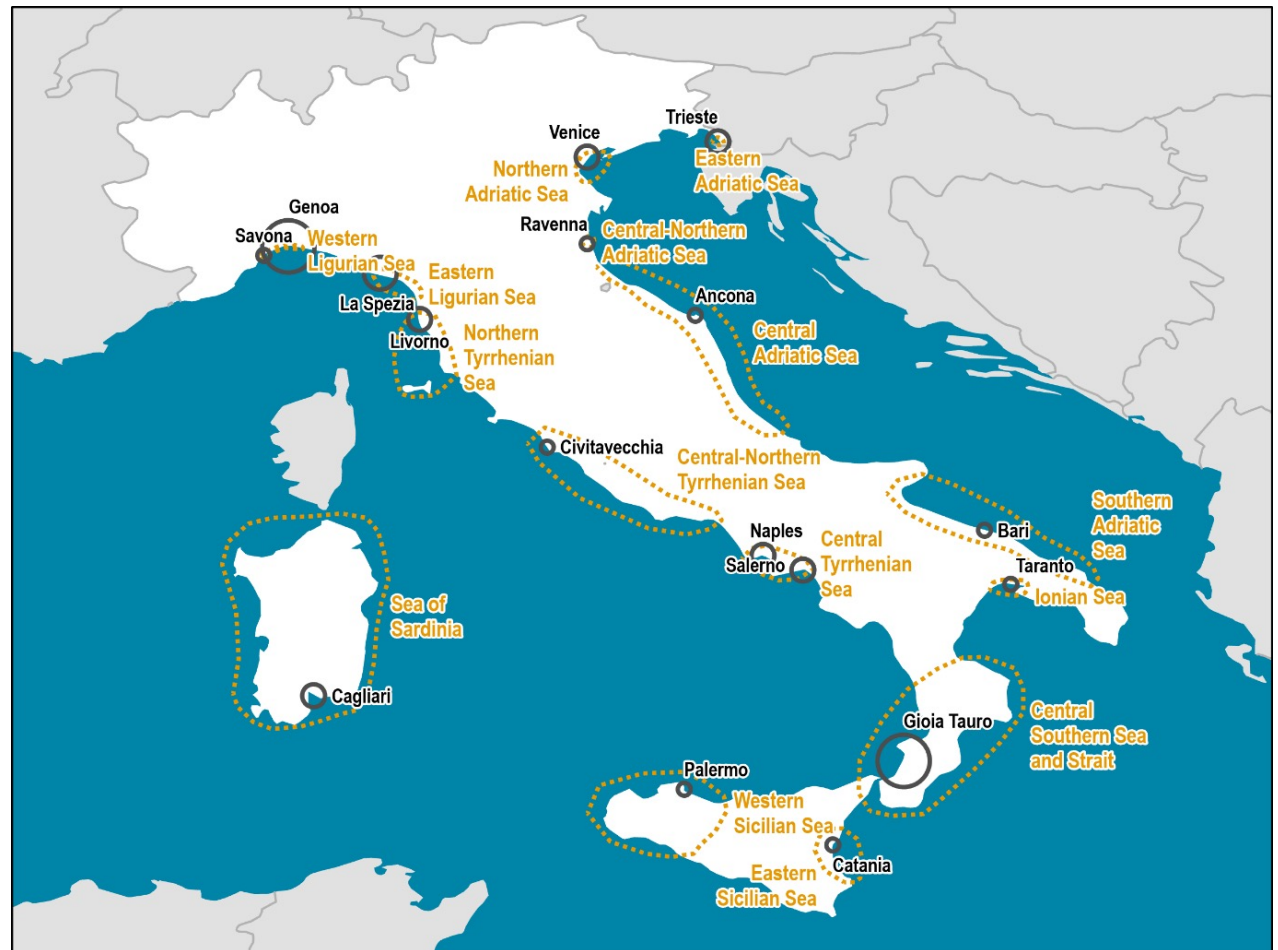 Trieste
Venice
Eastern
Adriatic Sea
Northern
Adriatic Sea
Genoa
Ravenna
Central-Northern
Adriatic Sea
Savona
Western
Ligurian Sea
Eastern
Ligurian Sea
La Spezia
Ancona
Livorno
Northern
Tyrrhenian
Sea
Central
Adriatic Sea
Civitavecchia
Central-Northern
Tyrrhenian Sea
Southern
Adriatic
Sea
Naples
Bari
Salerno
Central
Tyrrhenian
Sea
Taranto
Ionian Sea
Sea of
Sardinia
Cagliari
Gioia Tauro
Central
Southern Sea
and Strait
Palermo
Western
Sicilian Sea
Catania
Eastern
Sicilian Sea